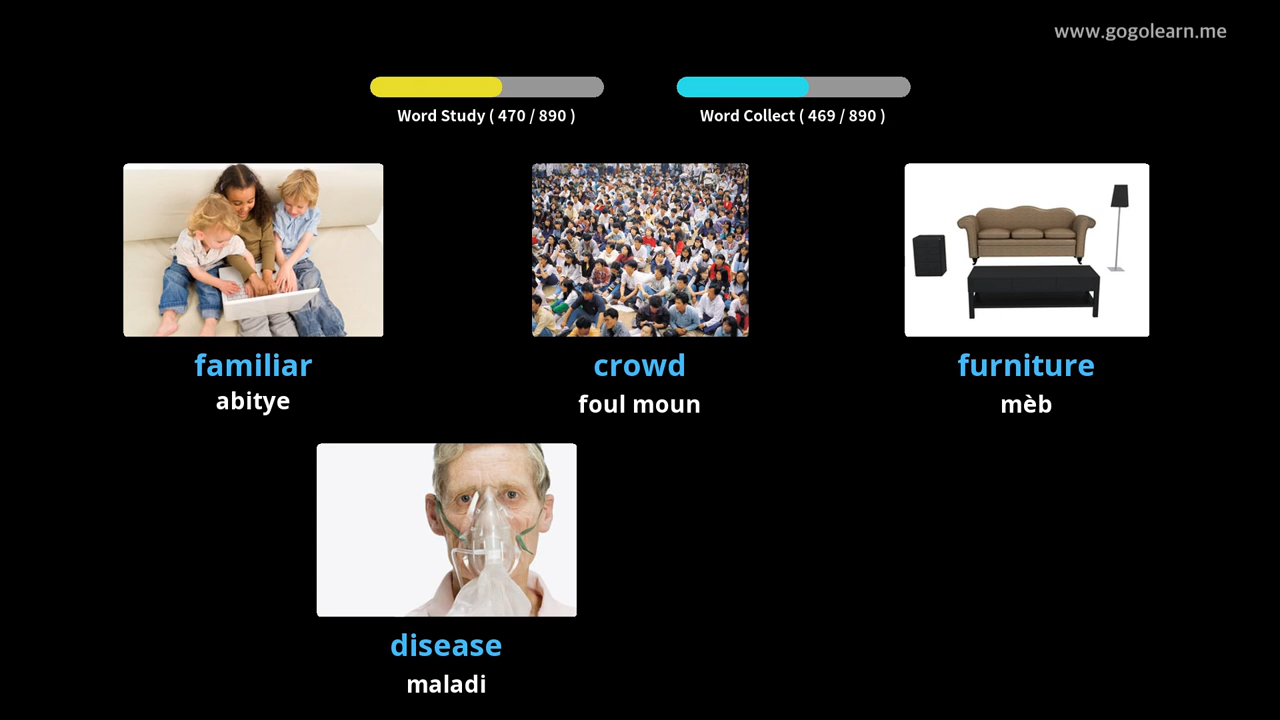 www.gogolearn.me
Word Study ( 470 / 890 )
Word Collect ( 469 / 890 )
familiar
abitye
crowd
foul moun
furniture
mèb
disease
maladi